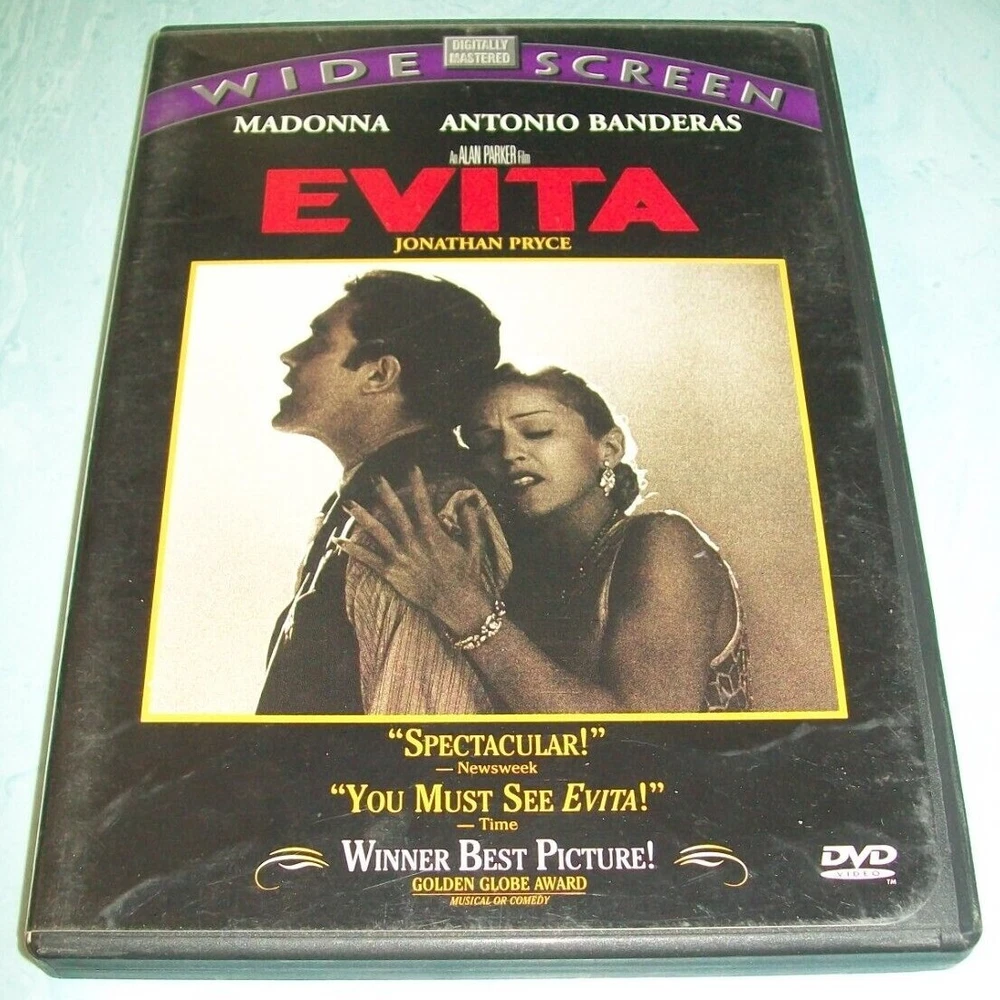 DIGITALLY
MASTERED
WIDE SCREEN
MADONNA ANTONIO BANDERAS
An ALAN PARKER Film
EVITA
JONATHAN PRYCE
“SPECTACULAR!”
— Newsweek
“YOU MUST SEE EVITA!”
— Time
WINNER BEST PICTURE!
GOLDEN GLOBE AWARD
MUSICAL OR COMEDY
DVD
VIDEO
TM